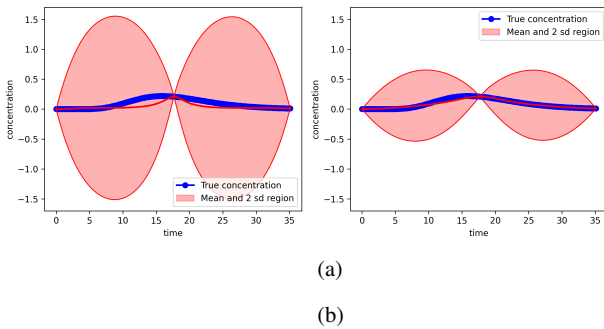 1.5
1.0
0.5
0.0
−0.5
−1.0
−1.5
concentration
0 5 10 15 20 25 30 35
time
True concentration
Mean and 2 sd region
1.5
1.0
0.5
0.0
−0.5
−1.0
−1.5
concentration
0 5 10 15 20 25 30 35
time
True concentration
Mean and 2 sd region
(a)
(b)